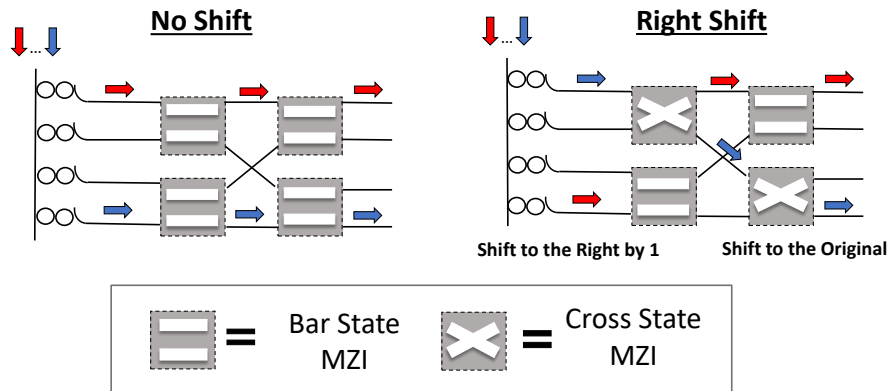 No Shift
Right Shift
...
...
Shift to the Right by 1
Shift to the Original
= Bar State
MZI
= Cross State
MZI